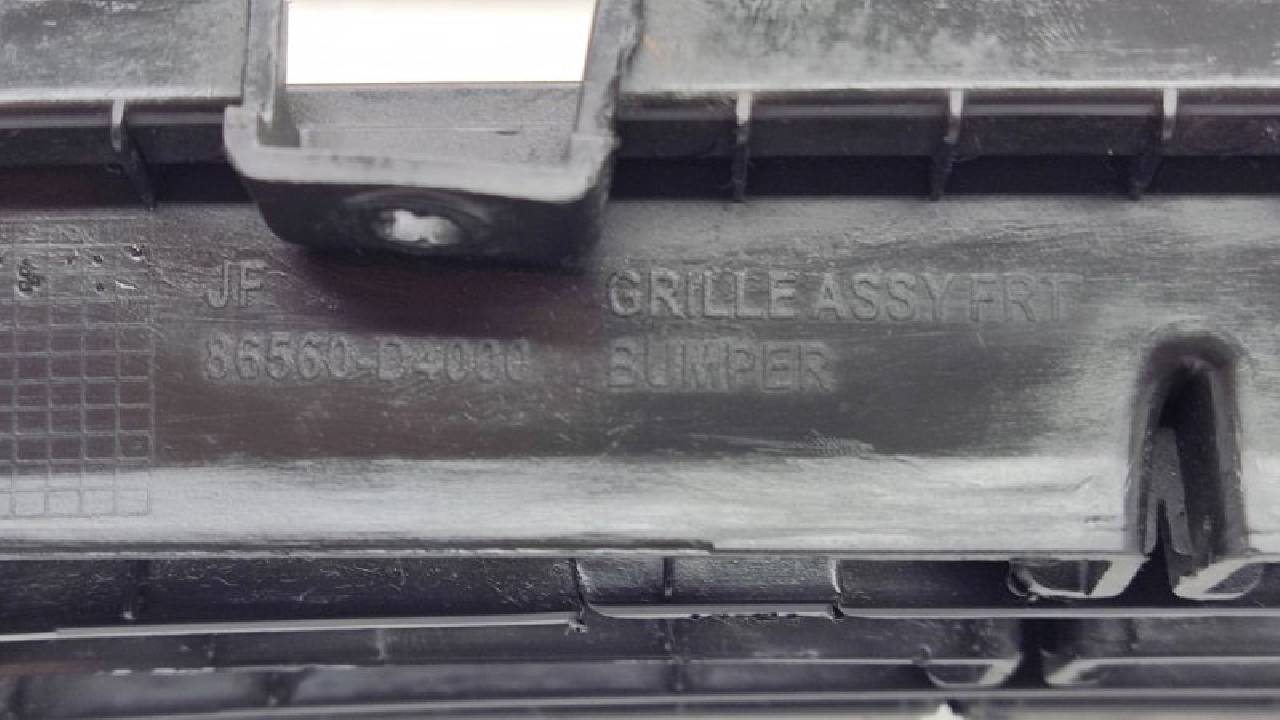 JF
86560-D4000
GRILLE ASSY FRT
BUMPER